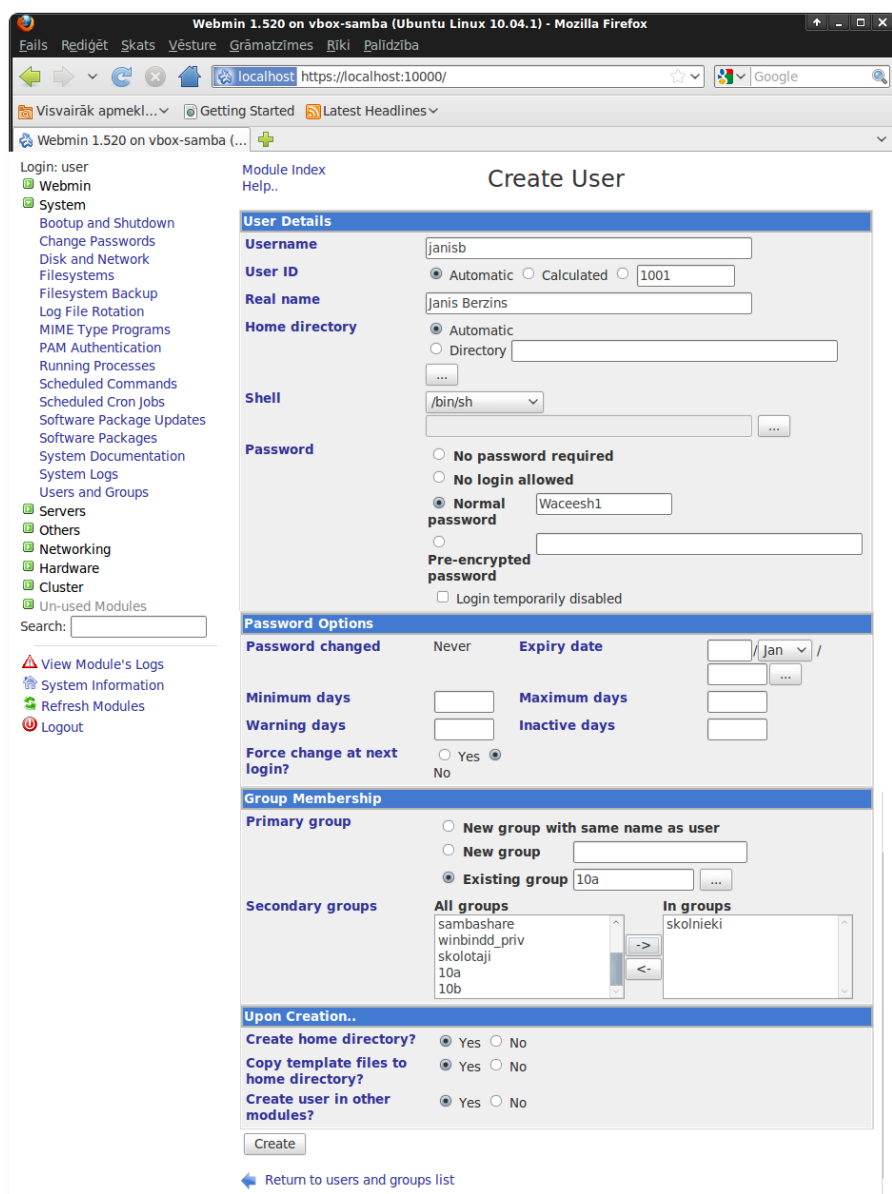 Webmin 1.520 on vbox-samba (Ubuntu Linux 10.04.1) - Mozilla Firefox
Fails Rediģēt Skats Vēsture Grāmatzīmes Rīki Palīdzība
localhost https://localhost:10000/ Google
Visvairāk apmekl... Getting Started Latest Headlines
Webmin 1.520 on vbox-samba (...
Login: user
Webmin
System
Bootup and Shutdown
Change Passwords
Disk and Network
Filesystems
Filesystem Backup
Log File Rotation
MIME Type Programs
PAM Authentication
Running Processes
Scheduled Commands
Scheduled Cron Jobs
Software Package Updates
Software Packages
System Documentation
System Logs
Users and Groups
Servers
Others
Networking
Hardware
Cluster
Un-used Modules
Search:
View Module's Logs
System Information
Refresh Modules
Logout
Module Index
Help..
Create User
User Details
Username janisb
User ID Automatic Calculated 1001
Real name Janis Berzins
Home directory Automatic
Directory
...
Shell /bin/sh
...
Password No password required
No login allowed
Normal password Waceesh1
Pre-encrypted password
Login temporarily disabled
Password Options
Password changed Never Expiry date / Jan /
...
Minimum days Maximum days
Warning days Inactive days
Force change at next login? Yes No
Group Membership
Primary group New group with same name as user
New group
Existing group 10a ...
Secondary groups All groups In groups
sambashare skolnieki
winbindd_priv
skolotaji
10a
10b
->
<-
Upon Creation..
Create home directory? Yes No
Copy template files to home directory? Yes No
Create user in other modules? Yes No
Create
Return to users and groups list